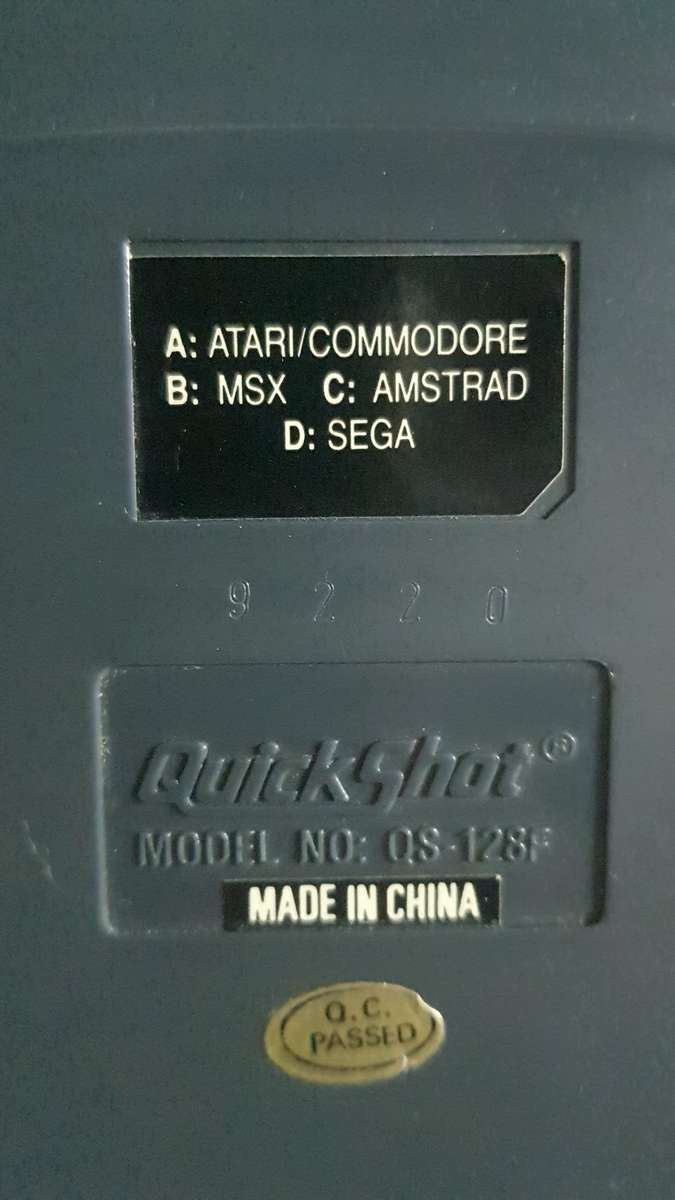 A: ATARI/COMMODORE
B: MSX C: AMSTRAD
D: SEGA
9 2 2 0
QuickShot®
MODEL NO: QS-128F
MADE IN CHINA
Q.C.
PASSED